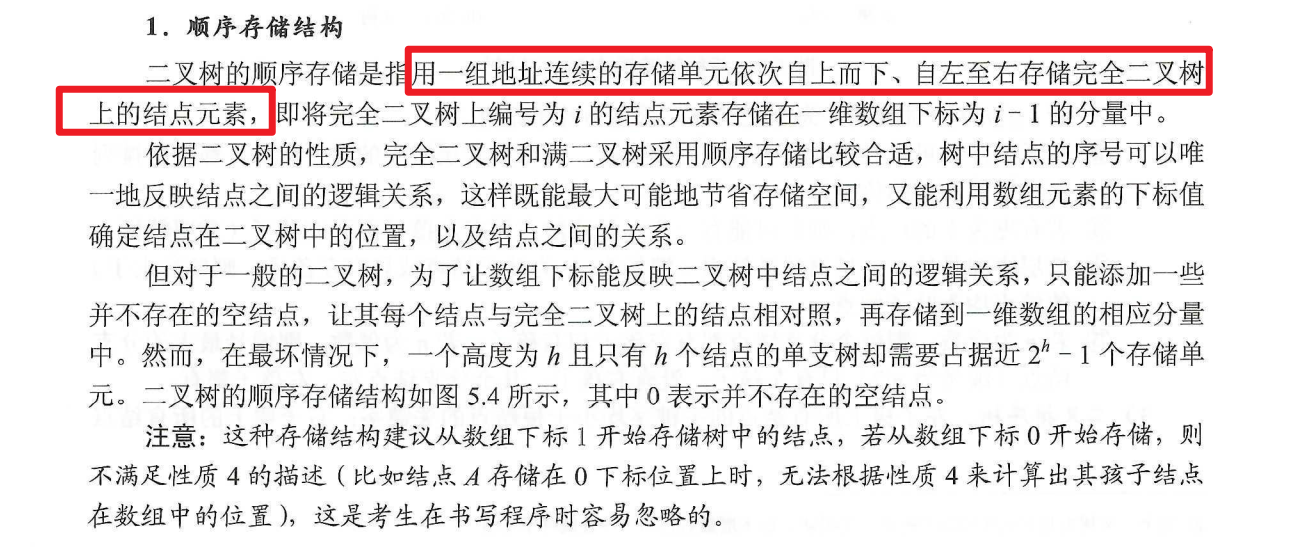 1. 顺序存储结构
二叉树的顺序存储是指用一组地址连续的存储单元依次自上而下、自左至右存储完全二叉树
上的结点元素，即将完全二叉树上编号为 i 的结点元素存储在一维数组下标为 i－1 的分量中。
依据二叉树的性质，完全二叉树和满二叉树采用顺序存储比较合适，树中结点的序号可以唯
一地反映结点之间的逻辑关系，这样既能最大可能地节省存储空间，又能利用数组元素的下标值
确定结点在二叉树中的位置，以及结点之间的关系。
但对于一般的二叉树，为了让数组下标能反映二叉树中结点之间的逻辑关系，只能添加一些
并不存在的空结点，让其每个结点与完全二叉树上的结点相对照，再存储到一维数组的相应分量
中。然而，在最坏情况下，一个高度为 h 且只有 h 个结点的单支树却需要占据近 2^h－1 个存储单
元。二叉树的顺序存储结构如图 5.4 所示，其中 0 表示并不存在的空结点。
注意：这种存储结构建议从数组下标 1 开始存储树中的结点，若从数组下标 0 开始存储，则
不满足性质 4 的描述（比如结点 A 存储在 0 下标位置上时，无法根据性质 4 来计算出其孩子结点
在数组中的位置），这是考生在书写程序时容易忽略的。